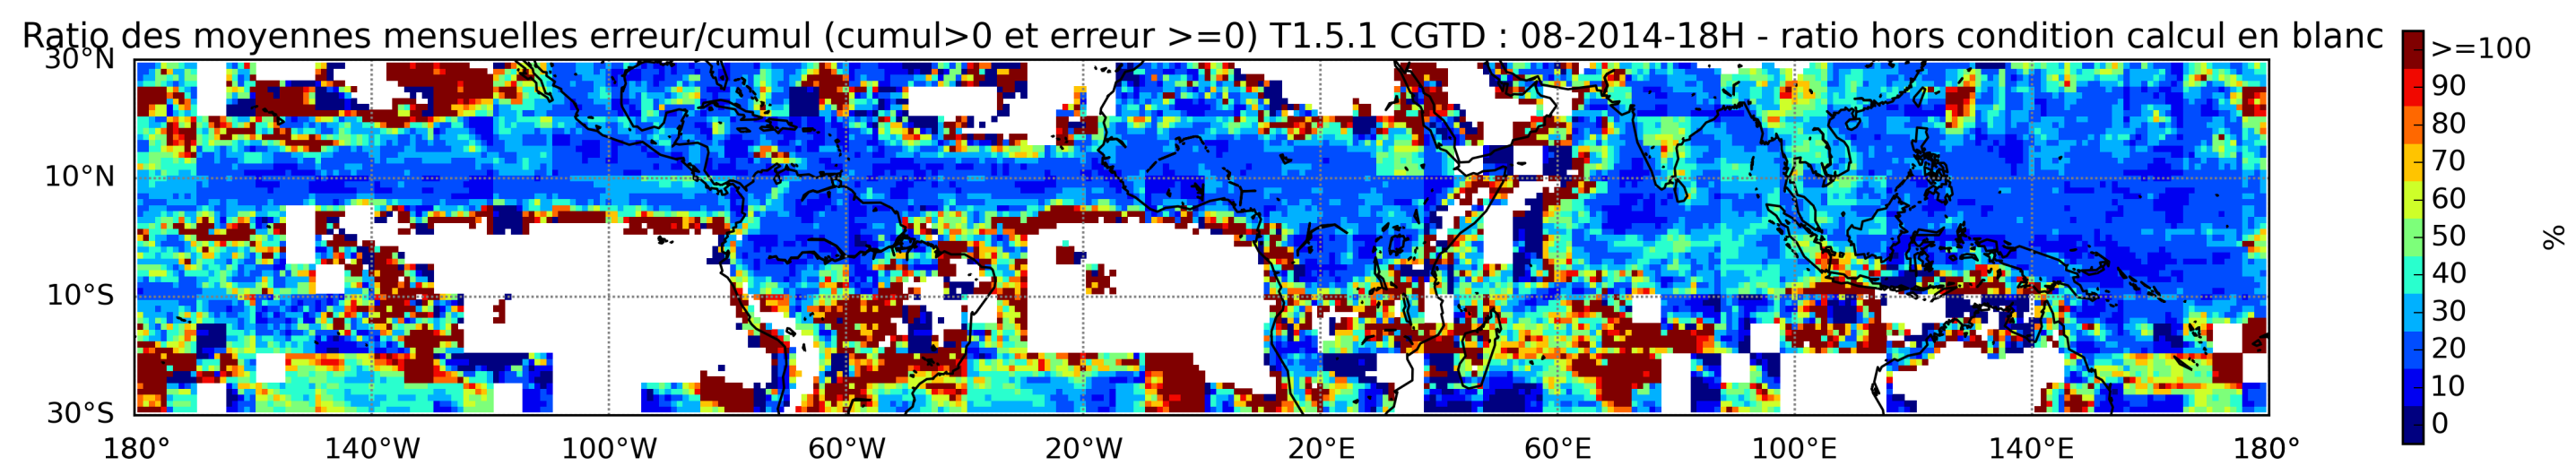 Ratio des moyennes mensuelles erreur/cumul (cumul>0 et erreur >=0) T1.5.1 CGTD : 08-2014-18H - ratio hors condition calcul en blanc
30°N
10°N
10°S
30°S
180° 140°W 100°W 60°W 20°W 20°E 60°E 100°E 140°E 180°
>=100
90
80
70
60
50
40
30
20
10
0
%